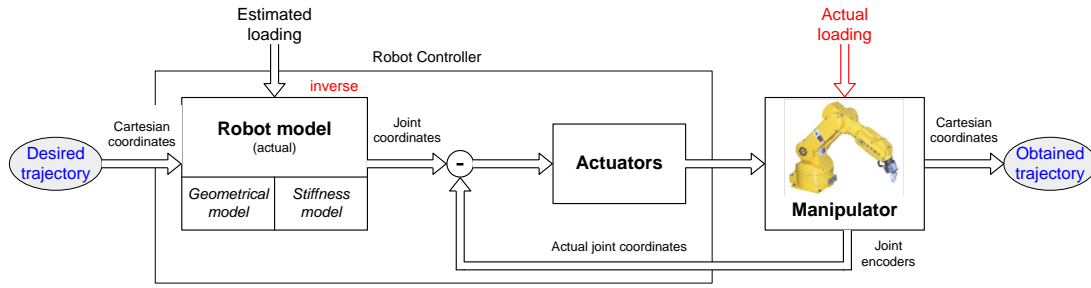 Estimated
loading
Actual
loading
Robot Controller
inverse
Cartesian
coordinates
Robot model
(actual)
Joint
coordinates
Cartesian
coordinates
Desired
trajectory
-
Actuators
Obtained
trajectory
Geometrical
model
Stiffness
model
Manipulator
Actual joint coordinates
Joint
encoders